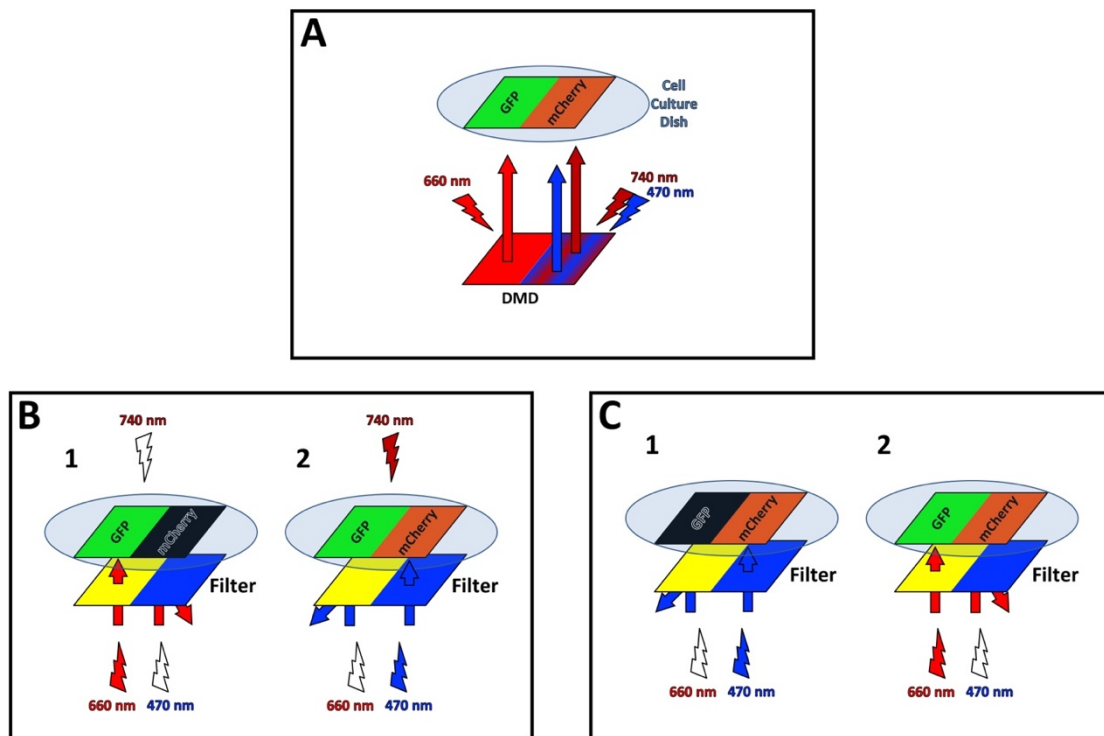 A
GFP
mCherry
Cell
Culture
Dish
660 nm
740 nm
470 nm
DMD
B
1
740 nm
GFP
mCherry
Filter
660 nm 470 nm
2
740 nm
GFP
mCherry
Filter
660 nm 470 nm
C
1
GFP
mCherry
Filter
660 nm 470 nm
2
GFP
mCherry
Filter
660 nm 470 nm